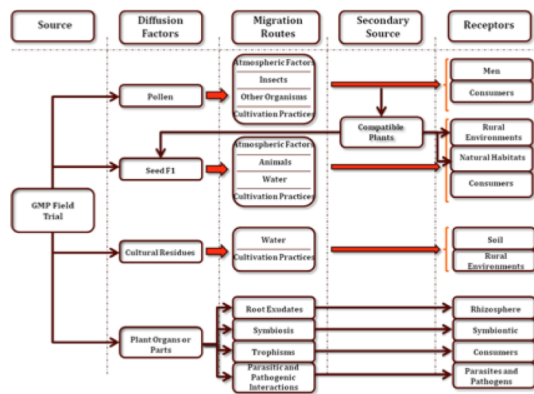 Source
Diffusion
Factors
Migration
Routes
Secondary
Source
Receptors
GMP Field
Trial
Pollen
Seed F1
Cultural Residues
Plant Organs or
Parts
Atmospheric Factors
Insects
Other Organisms
Cultivation Practices
Atmospheric Factors
Animals
Water
Cultivation Practices
Water
Cultivation Practices
Root Exudates
Symbiosis
Trophisms
Parasitic and
Pathogenic
Interactions
Compatible
Plants
Men
Consumers
Rural
Environments
Natural Habitats
Consumers
Soil
Rural
Environments
Rhizosphere
Symbiontic
Consumers
Parasites and
Pathogens